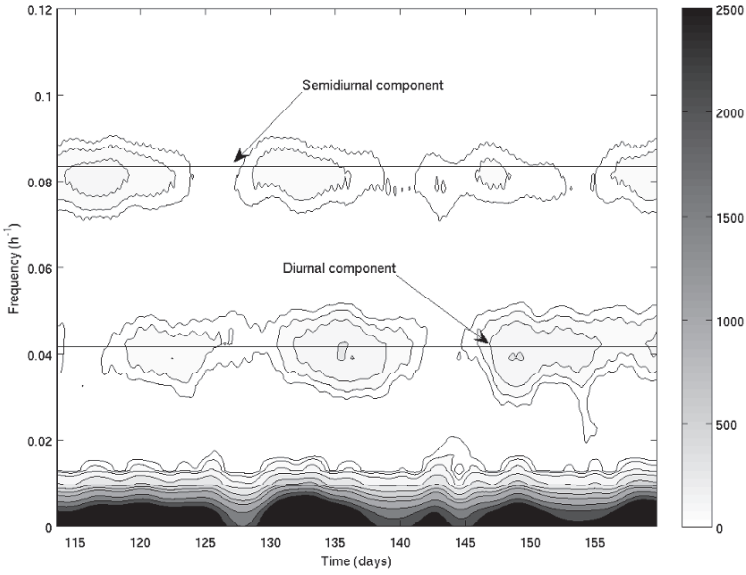 0.12
0.1
0.08
0.06
0.04
0.02
0
Frequency (h⁻¹)
Semidiurnal component
Diurnal component
115 120 125 130 135 140 145 150 155
Time (days)
2500
2000
1500
1000
500
0